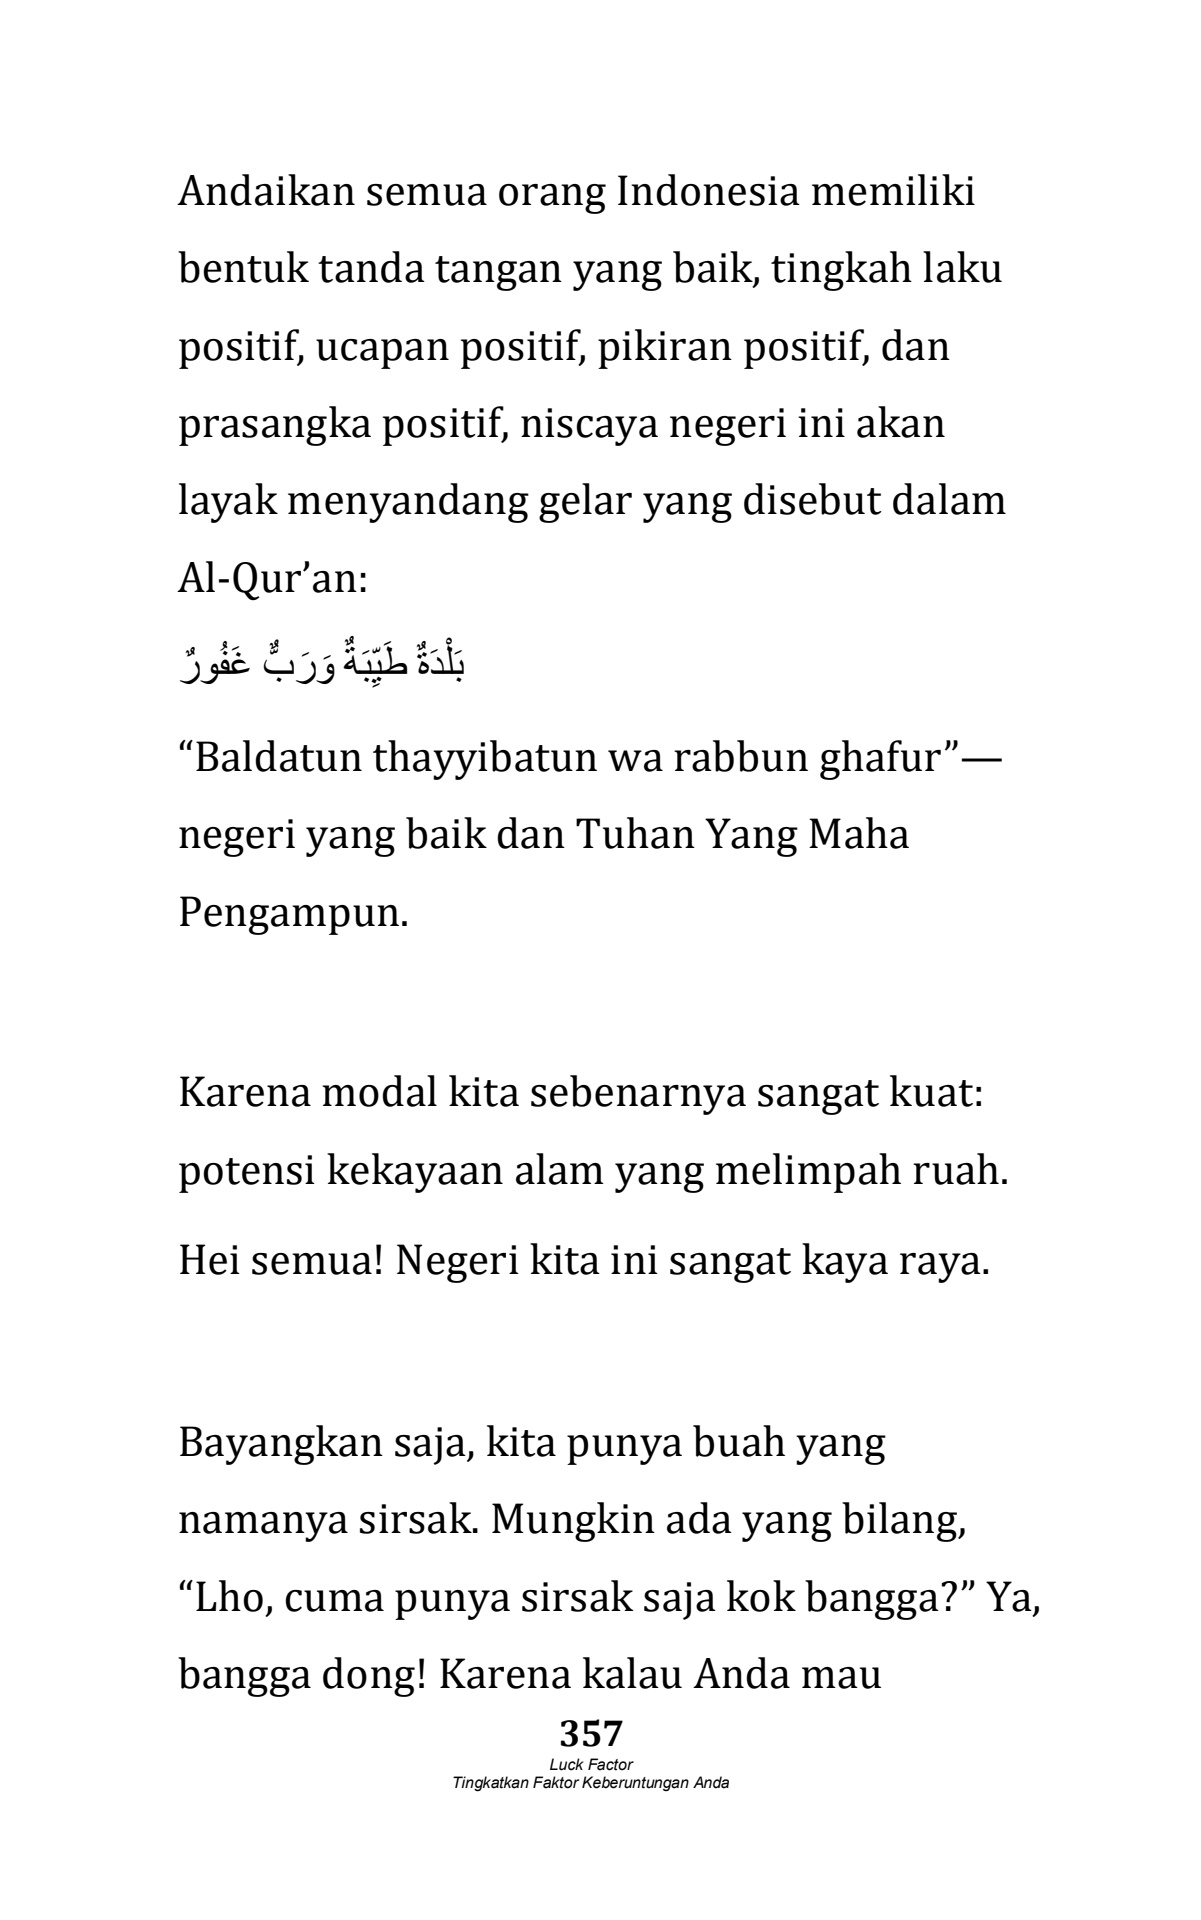 Andaikan semua orang Indonesia memiliki
bentuk tanda tangan yang baik, tingkah laku
positif, ucapan positif, pikiran positif, dan
prasangka positif, niscaya negeri ini akan
layak menyandang gelar yang disebut dalam
Al-Qur’an:
بَلْدَةٌ طَيِّبَةٌ وَرَبٌّ غَفُورٌ
“Baldatun thayyibatun wa rabbun ghafur”—
negeri yang baik dan Tuhan Yang Maha
Pengampun.
Karena modal kita sebenarnya sangat kuat:
potensi kekayaan alam yang melimpah ruah.
Hei semua! Negeri kita ini sangat kaya raya.
Bayangkan saja, kita punya buah yang
namanya sirsak. Mungkin ada yang bilang,
“Lho, cuma punya sirsak saja kok bangga?” Ya,
bangga dong! Karena kalau Anda mau
357
Luck Factor
Tingkatkan Faktor Keberuntungan Anda